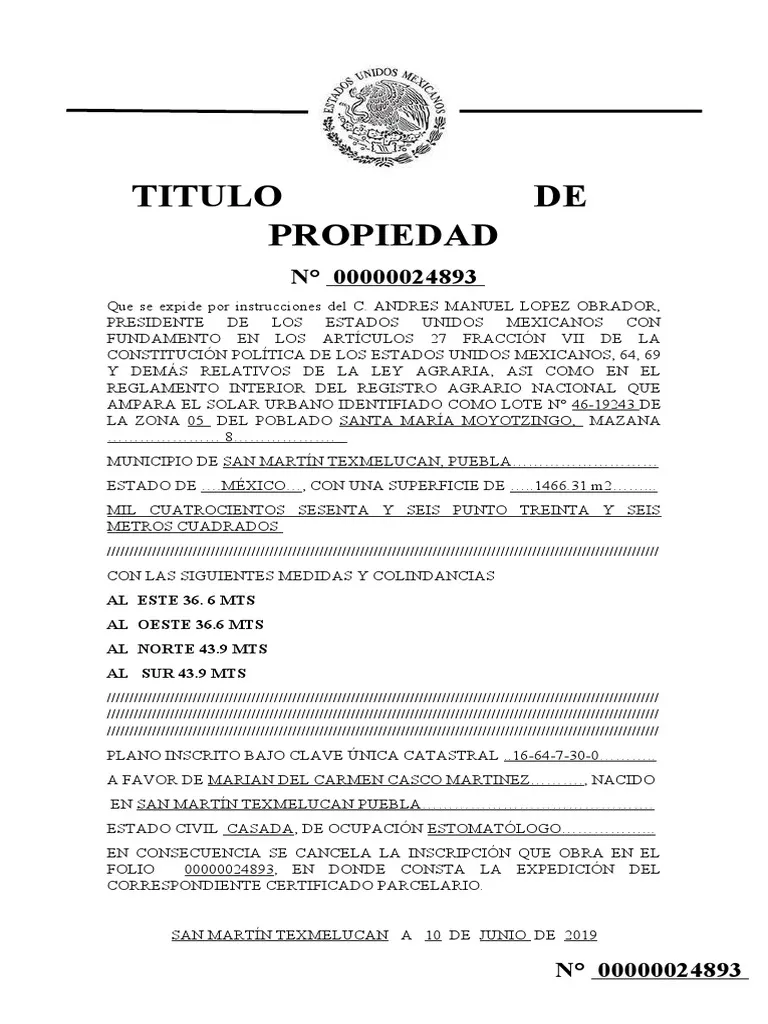 ESTADOS UNIDOS MEXICANOS
TITULO DE
PROPIEDAD
N° 00000024893
Que se expide por instrucciones del C. ANDRES MANUEL LOPEZ OBRADOR,
PRESIDENTE DE LOS ESTADOS UNIDOS MEXICANOS CON
FUNDAMENTO EN LOS ARTÍCULOS 27 FRACCIÓN VII DE LA
CONSTITUCIÓN POLÍTICA DE LOS ESTADOS UNIDOS MEXICANOS, 64, 69
Y DEMÁS RELATIVOS DE LA LEY AGRARIA, ASI COMO EN EL
REGLAMENTO INTERIOR DEL REGISTRO AGRARIO NACIONAL QUE
AMPARA EL SOLAR URBANO IDENTIFIADO COMO LOTE N° 46-19243 DE
LA ZONA 05 DEL POBLADO SANTA MARÍA MOYOTZINGO, MAZANA
………………… 8……………….
MUNICIPIO DE SAN MARTÍN TEXMELUCAN, PUEBLA………………………
ESTADO DE ….MÉXICO…, CON UNA SUPERFICIE DE …..1466.31 m2……...
MIL CUATROCIENTOS SESENTA Y SEIS PUNTO TREINTA Y SEIS
METROS CUADRADOS
////////////////////////////////////////////////////////////////////////////////////////////////////////////////////////////
CON LAS SIGUIENTES MEDIDAS Y COLINDANCIAS
AL ESTE 36. 6 MTS
AL OESTE 36.6 MTS
AL NORTE 43.9 MTS
AL SUR 43.9 MTS
////////////////////////////////////////////////////////////////////////////////////////////////////////////////////////////
////////////////////////////////////////////////////////////////////////////////////////////////////////////////////////////
////////////////////////////////////////////////////////////////////////////////////////////////////////////////////////////
PLANO INSCRITO BAJO CLAVE ÚNICA CATASTRAL ..16-64-7-30-0………..
A FAVOR DE MARIAN DEL CARMEN CASCO MARTINEZ………., NACIDO
EN SAN MARTÍN TEXMELUCAN PUEBLA…………………………………….
ESTADO CIVIL CASADA, DE OCUPACIÓN ESTOMATÓLOGO……………...
EN CONSECUENCIA SE CANCELA LA INSCRIPCIÓN QUE OBRA EN EL
FOLIO 00000024893, EN DONDE CONSTA LA EXPEDICIÓN DEL
CORRESPONDIENTE CERTIFICADO PARCELARIO.
SAN MARTÍN TEXMELUCAN A 10 DE JUNIO DE 2019
N° 00000024893